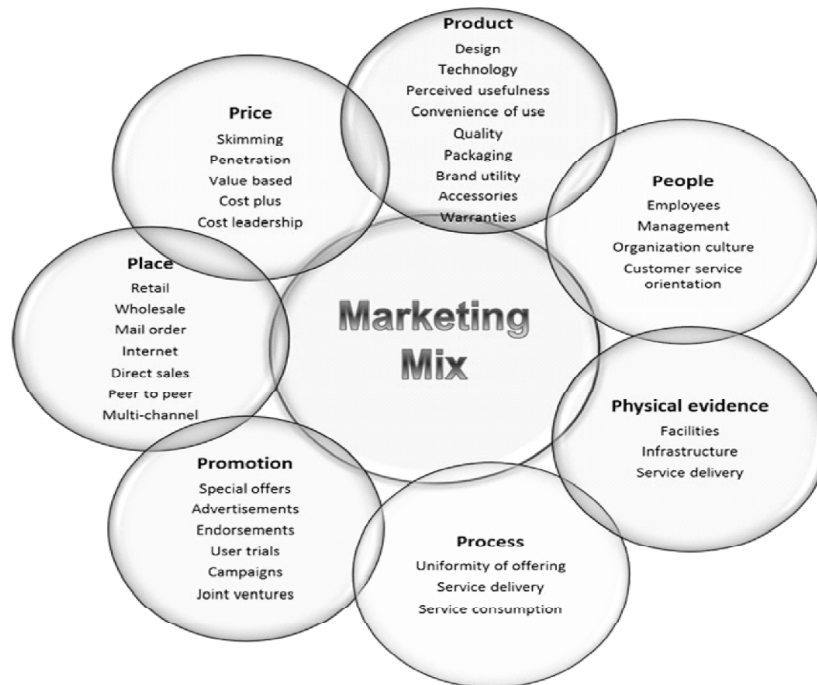 Product
Design
Technology
Perceived usefulness
Convenience of use
Quality
Packaging
Brand utility
Accessories
Warranties
Price
Skimming
Penetration
Value based
Cost plus
Cost leadership
People
Employees
Management
Organization culture
Customer service
orientation
Place
Retail
Wholesale
Mail order
Internet
Direct sales
Peer to peer
Multi-channel
Marketing
Mix
Physical evidence
Facilities
Infrastructure
Service delivery
Promotion
Special offers
Advertisements
Endorsements
User trials
Campaigns
Joint ventures
Process
Uniformity of offering
Service delivery
Service consumption